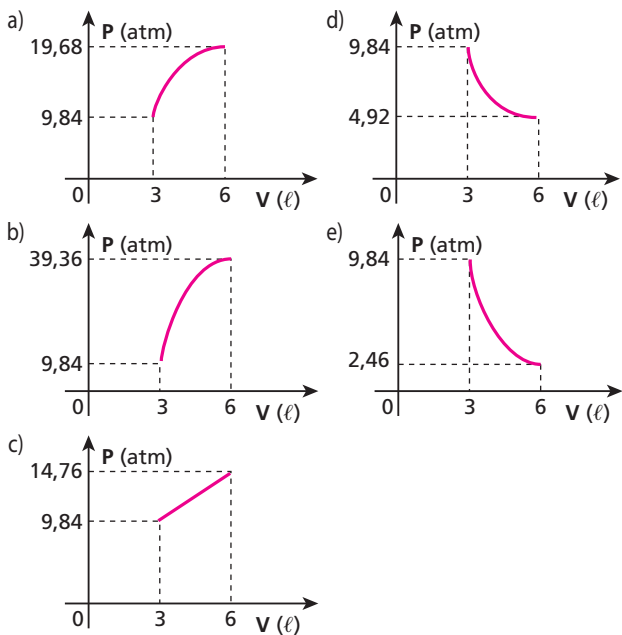 a)
P (atm)
19,68
9,84
0
3
6
V (ℓ)
b)
P (atm)
39,36
9,84
0
3
6
V (ℓ)
c)
P (atm)
14,76
9,84
0
3
6
V (ℓ)
d)
P (atm)
9,84
4,92
0
3
6
V (ℓ)
e)
P (atm)
9,84
2,46
0
3
6
V (ℓ)